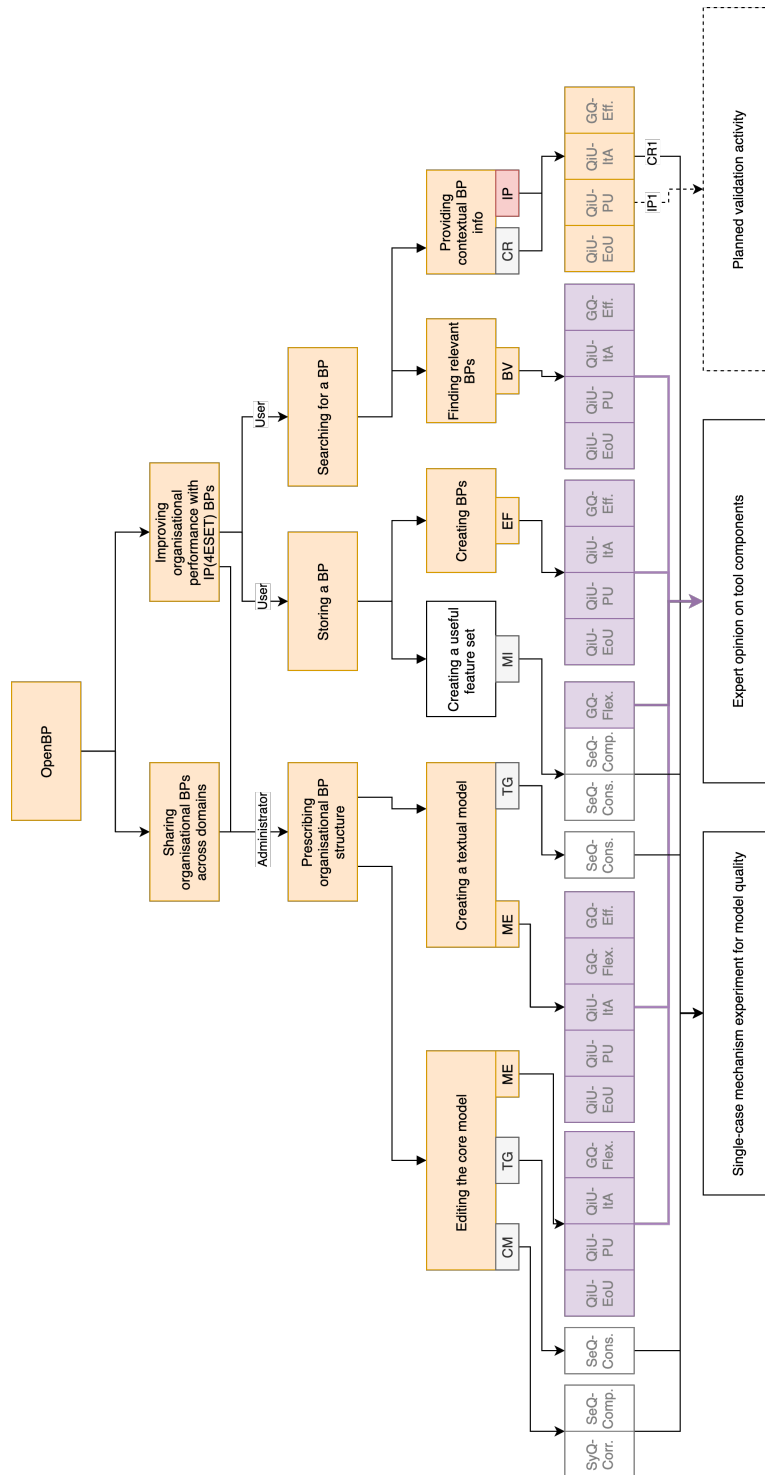 OpenBP
Sharing
organisational BPs
across domains
Improving
organisational
performance with
IP(4ESET) BPs
Administrator
User
User
Prescribing
organisational BP
structure
Storing a BP
Searching for a BP
Editing the core model
CM
TG
ME
Creating a textual model
ME
TG
Creating a useful
feature set
MI
Creating BPs
EF
Finding relevant
BPs
BV
Providing
contextual BP
info
CR
IP
SyQ-
Corr.
SeQ-
Comp.
SeQ-
Cons.
QiU-
EoU
QiU-
PU
QiU-
ItA
GQ-
Flex.
QiU-
EoU
QiU-
PU
QiU-
ItA
GQ-
Flex.
GQ-
Eff.
SeQ-
Cons.
SeQ-
Cons.
SeQ-
Comp.
GQ-
Flex.
QiU-
EoU
QiU-
PU
QiU-
ItA
GQ-
Eff.
QiU-
EoU
QiU-
PU
QiU-
ItA
GQ-
Eff.
QiU-
EoU
QiU-
PU
QiU-
ItA
GQ-
Eff.
IP1
CR1
Single-case mechanism experiment for model quality
Expert opinion on tool components
Planned validation activity